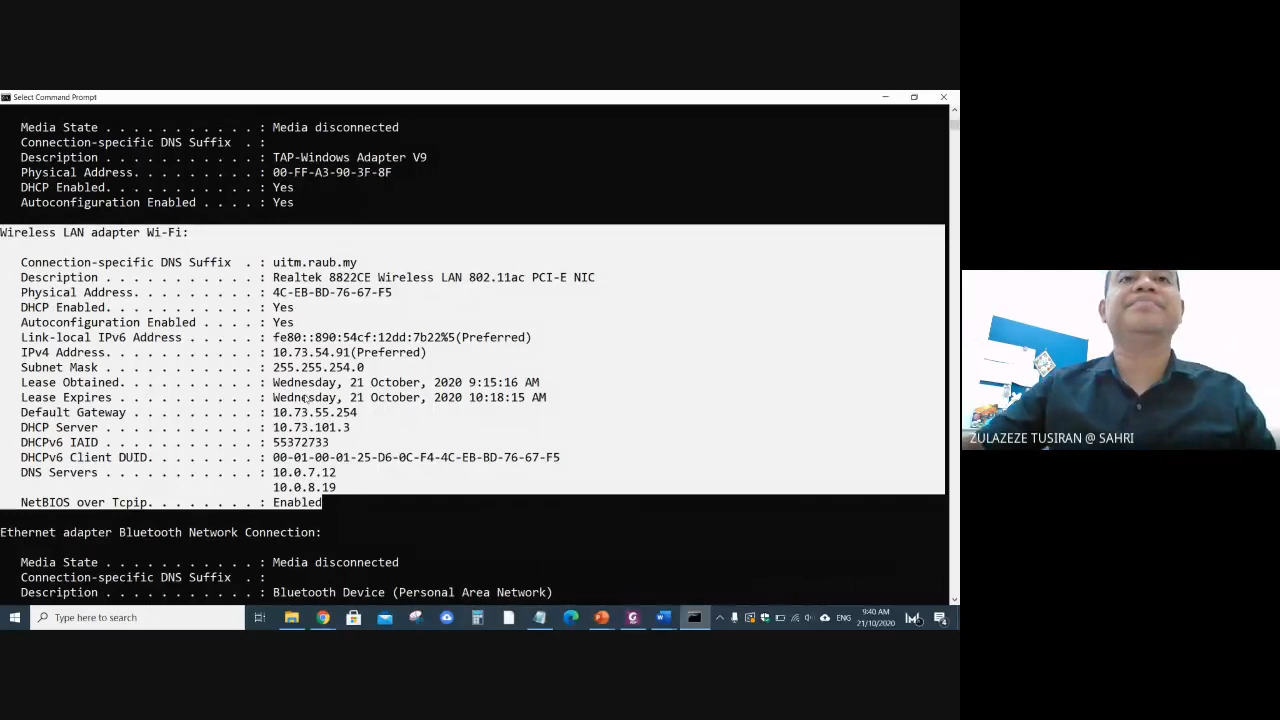 Select Command Prompt
Media State . . . . . . . . . . . : Media disconnected
Connection-specific DNS Suffix  . :
Description . . . . . . . . . . . : TAP-Windows Adapter V9
Physical Address. . . . . . . . . : 00-FF-A3-90-3F-8F
DHCP Enabled. . . . . . . . . . . : Yes
Autoconfiguration Enabled . . . . : Yes
Wireless LAN adapter Wi-Fi:
Connection-specific DNS Suffix  . : uitm.raub.my
Description . . . . . . . . . . . : Realtek 8822CE Wireless LAN 802.11ac PCI-E NIC
Physical Address. . . . . . . . . : 4C-EB-BD-76-67-F5
DHCP Enabled. . . . . . . . . . . : Yes
Autoconfiguration Enabled . . . . : Yes
Link-local IPv6 Address . . . . . : fe80::890:54cf:12dd:7b22%5(Preferred)
IPv4 Address. . . . . . . . . . . : 10.73.54.91(Preferred)
Subnet Mask . . . . . . . . . . . : 255.255.254.0
Lease Obtained. . . . . . . . . . : Wednesday, 21 October, 2020 9:15:16 AM
Lease Expires . . . . . . . . . . : Wednesday, 21 October, 2020 10:18:15 AM
Default Gateway . . . . . . . . . : 10.73.55.254
DHCP Server . . . . . . . . . . . : 10.73.101.3
DHCPv6 IAID . . . . . . . . . . . : 55372733
DHCPv6 Client DUID. . . . . . . . : 00-01-00-01-25-D6-0C-F4-4C-EB-BD-76-67-F5
DNS Servers . . . . . . . . . . . : 10.0.7.12
10.0.8.19
NetBIOS over Tcpip. . . . . . . . : Enabled
Ethernet adapter Bluetooth Network Connection:
Media State . . . . . . . . . . . : Media disconnected
Connection-specific DNS Suffix  . :
Description . . . . . . . . . . . : Bluetooth Device (Personal Area Network)
Type here to search
ENG
9:40 AM
21/10/2020
ZULAZEZE TUSIRAN @ SAHRI